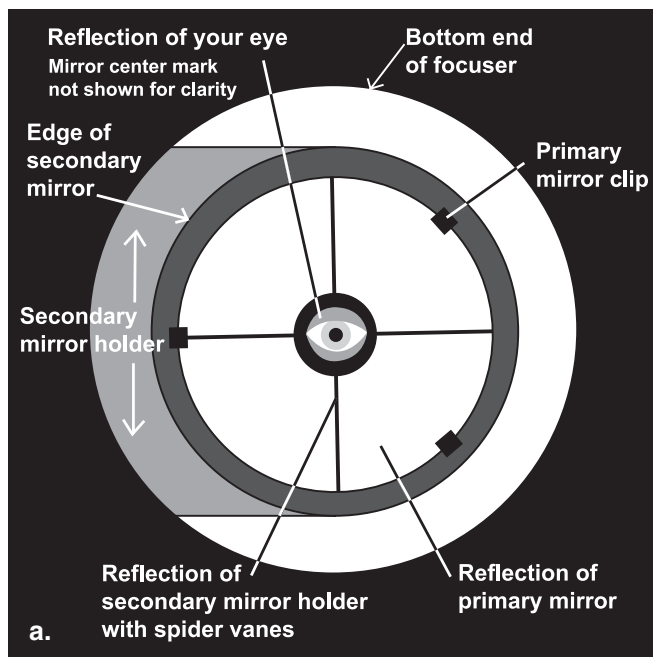 Reflection of your eye
Mirror center mark
not shown for clarity
Bottom end
of focuser
Edge of
secondary
mirror
Primary
mirror clip
Secondary
mirror holder
Reflection of
secondary mirror holder
with spider vanes
Reflection of
primary mirror
a.